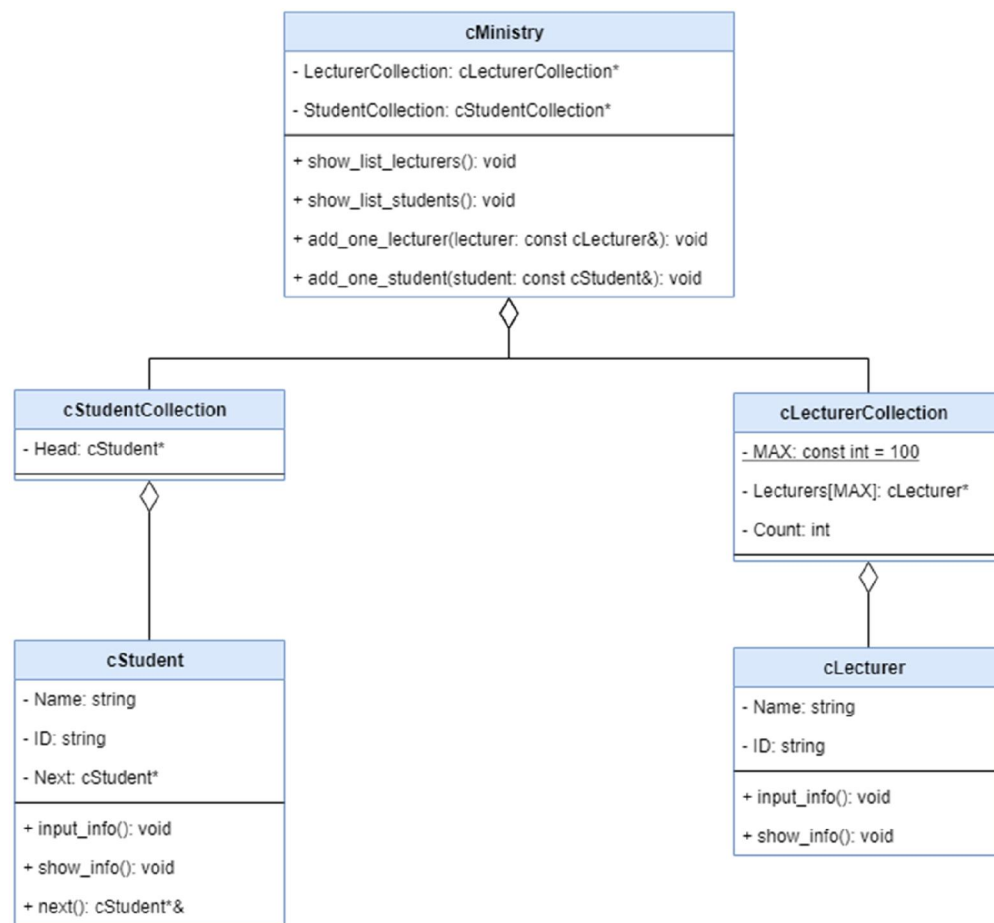 cMinistry
- LecturerCollection: cLecturerCollection*
- StudentCollection: cStudentCollection*
+ show_list_lecturers(): void
+ show_list_students(): void
+ add_one_lecturer(lecturer: const cLecturer&): void
+ add_one_student(student: const cStudent&): void
cStudentCollection
- Head: cStudent*
cLecturerCollection
- MAX: const int = 100
- Lecturers[MAX]: cLecturer*
- Count: int
cStudent
- Name: string
- ID: string
- Next: cStudent*
+ input_info(): void
+ show_info(): void
+ next(): cStudent*&
cLecturer
- Name: string
- ID: string
+ input_info(): void
+ show_info(): void